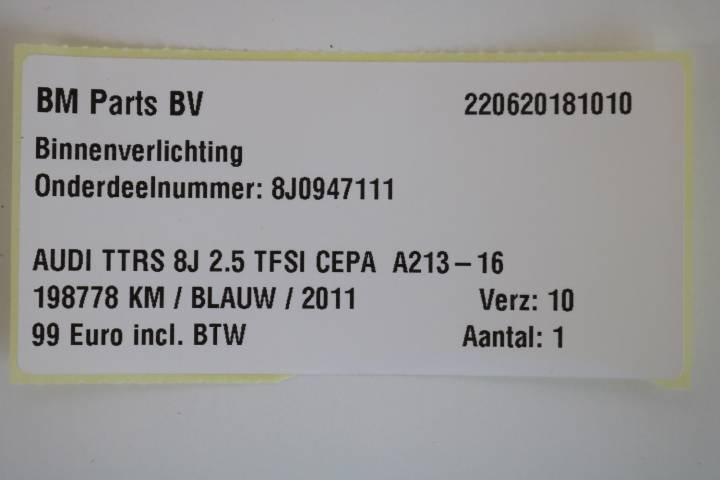 BM Parts BV 220620181010
Binnenverlichting
Onderdeelnummer: 8J0947111
AUDI TTRS 8J 2.5 TFSI CEPA A213-16
198778 KM / BLAUW / 2011 Verz: 10
99 Euro incl. BTW Aantal: 1